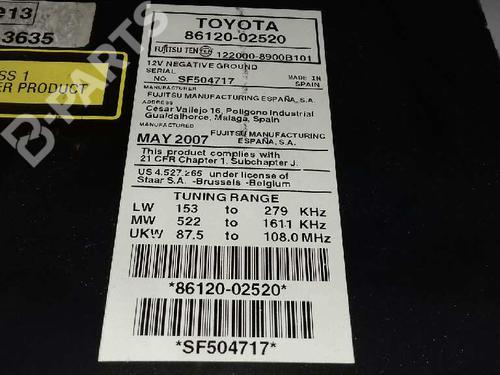 213
3635
SS 1
ER PRODUCT
B-PARTS
TOYOTA
86120-02520
FUJITSU TEN 122000-8900B101
12V NEGATIVE GROUND
SERIAL
NO. SF504717 MADE IN SPAIN
MANUFACTURER
FUJITSU MANUFACTURING ESPAÑA, S.A.
ADDRESS
Cesar Vallejo 16, Poligono Industrial
Gualdalhorce, Malaga, Spain
MANUFACTURED
MAY 2007 FUJITSU MANUFACTURING ESPAÑA, S.A.
This product complies with
21 CFR Chapter 1, Subchapter J.
US 4.527.265 under license of
Staar S.A. -Brussels -Belgium
TUNING RANGE
LW 153 to 279 KHz
MW 522 to 1611 KHz
UKW 87.5 to 108.0 MHz
*86120-02520*
*SF504717*